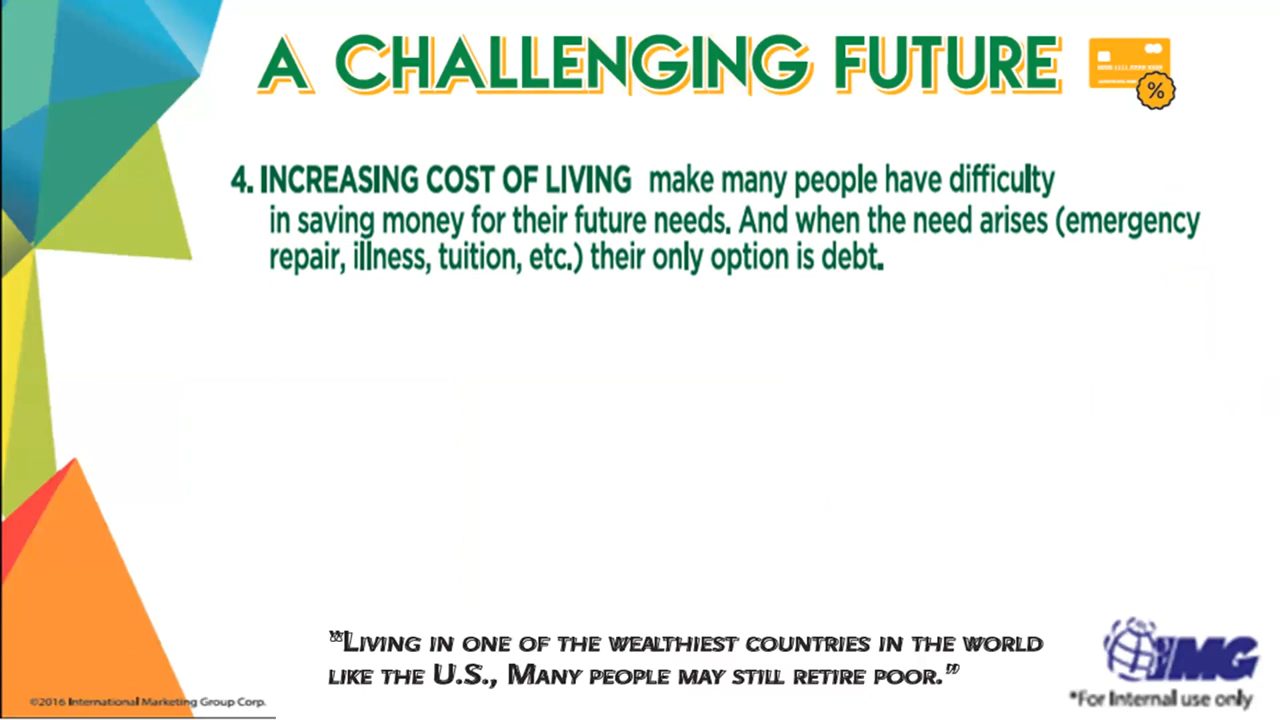 A CHALLENGING FUTURE
%
4. INCREASING COST OF LIVING make many people have difficulty
in saving money for their future needs. And when the need arises (emergency
repair, illness, tuition, etc.) their only option is debt.
"LIVING IN ONE OF THE WEALTHIEST COUNTRIES IN THE WORLD
LIKE THE U.S., MANY PEOPLE MAY STILL RETIRE POOR."
IMG
©2016 International Marketing Group Corp.
*For Internal use only